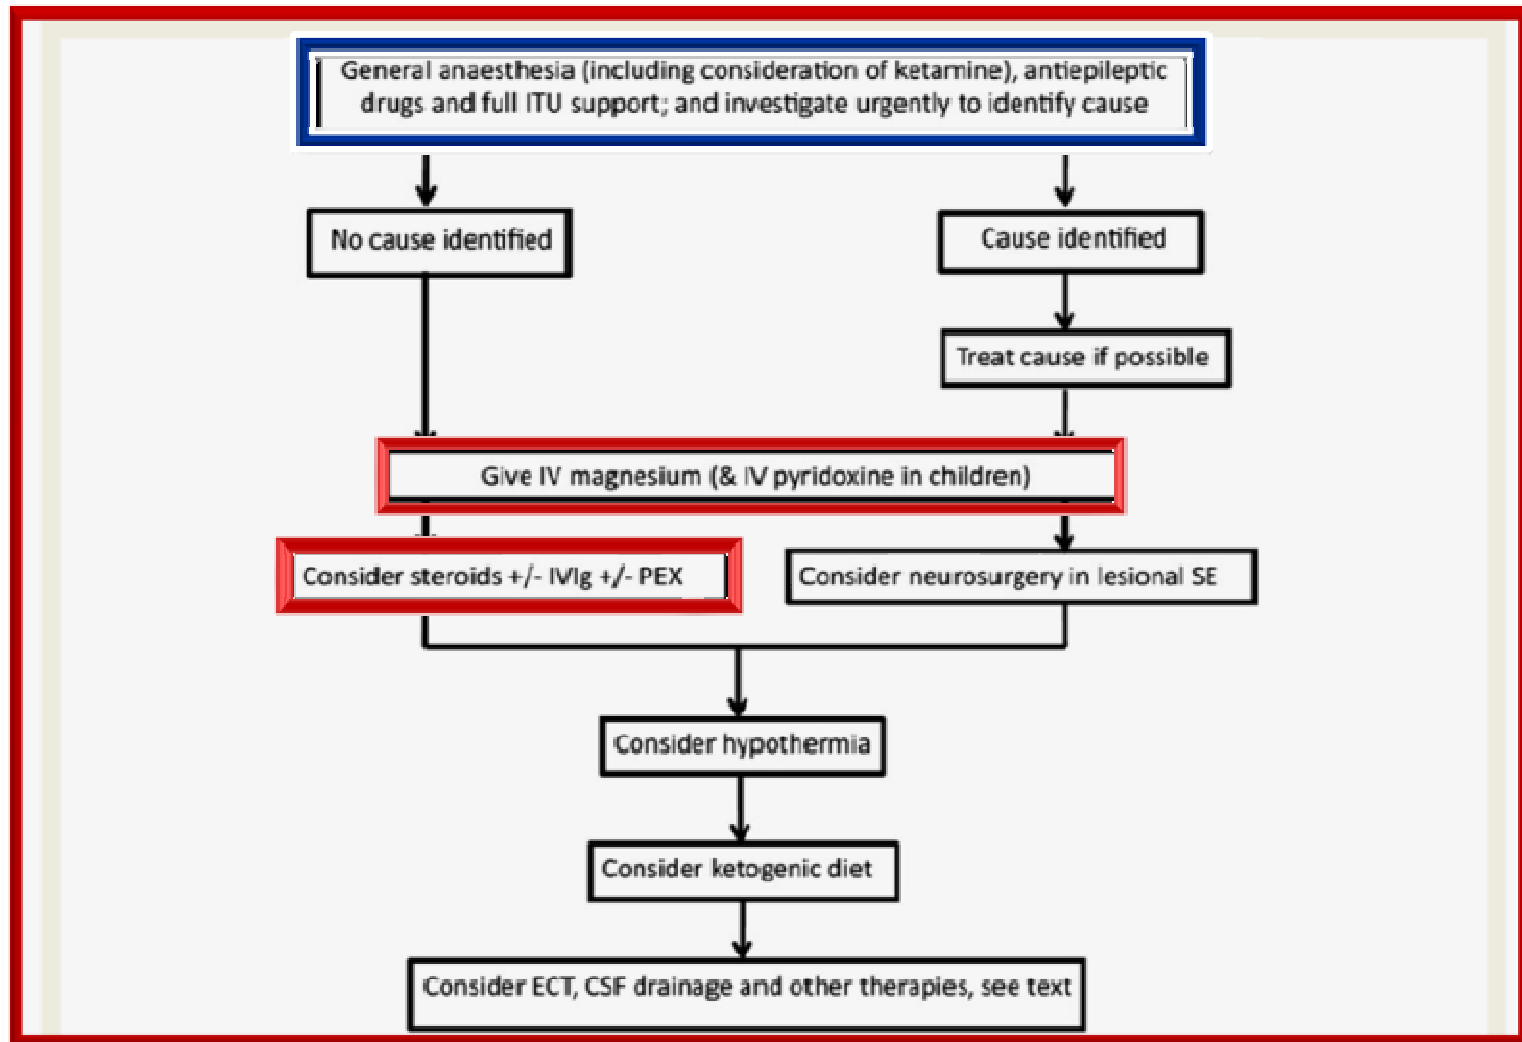 General anaesthesia (including consideration of ketamine), antiepileptic
drugs and full ITU support; and investigate urgently to identify cause
No cause identified
Cause identified
Treat cause if possible
Give IV magnesium (& IV pyridoxine in children)
Consider steroids +/- IVIg +/- PEX
Consider neurosurgery in lesional SE
Consider hypothermia
Consider ketogenic diet
Consider ECT, CSF drainage and other therapies, see text